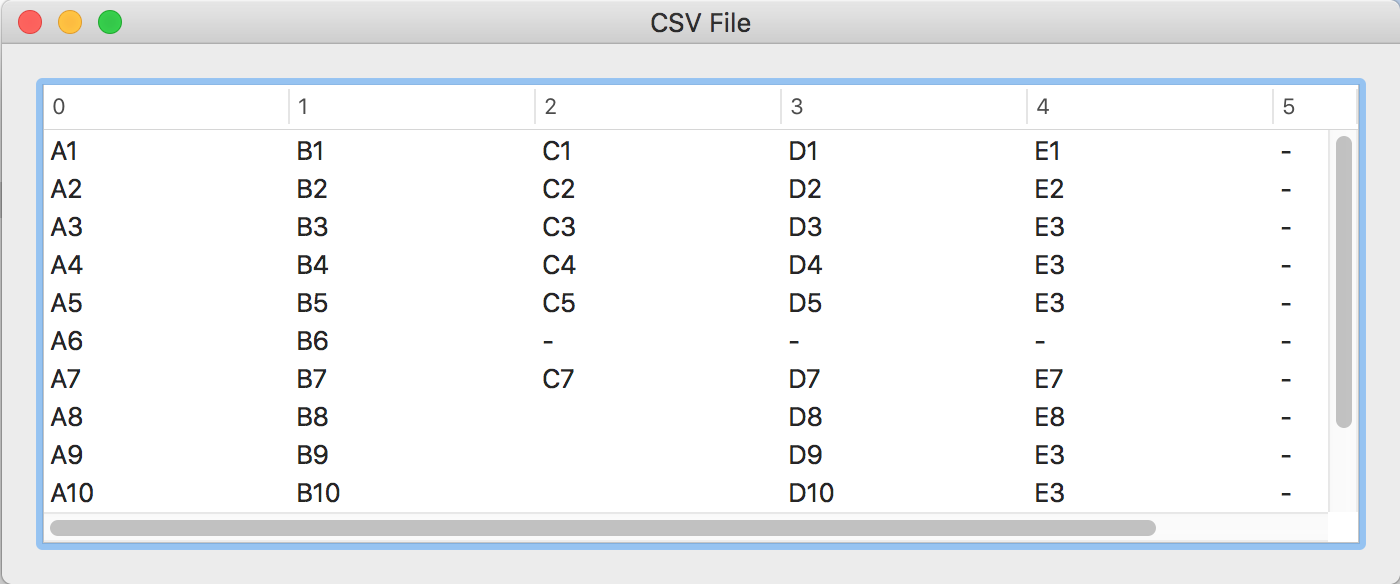 CSV File
0 1 2 3 4 5
A1 B1 C1 D1 E1 -
A2 B2 C2 D2 E2 -
A3 B3 C3 D3 E3 -
A4 B4 C4 D4 E3 -
A5 B5 C5 D5 E3 -
A6 B6 - - - -
A7 B7 C7 D7 E7 -
A8 B8 D8 E8 -
A9 B9 D9 E3 -
A10 B10 D10 E3 -